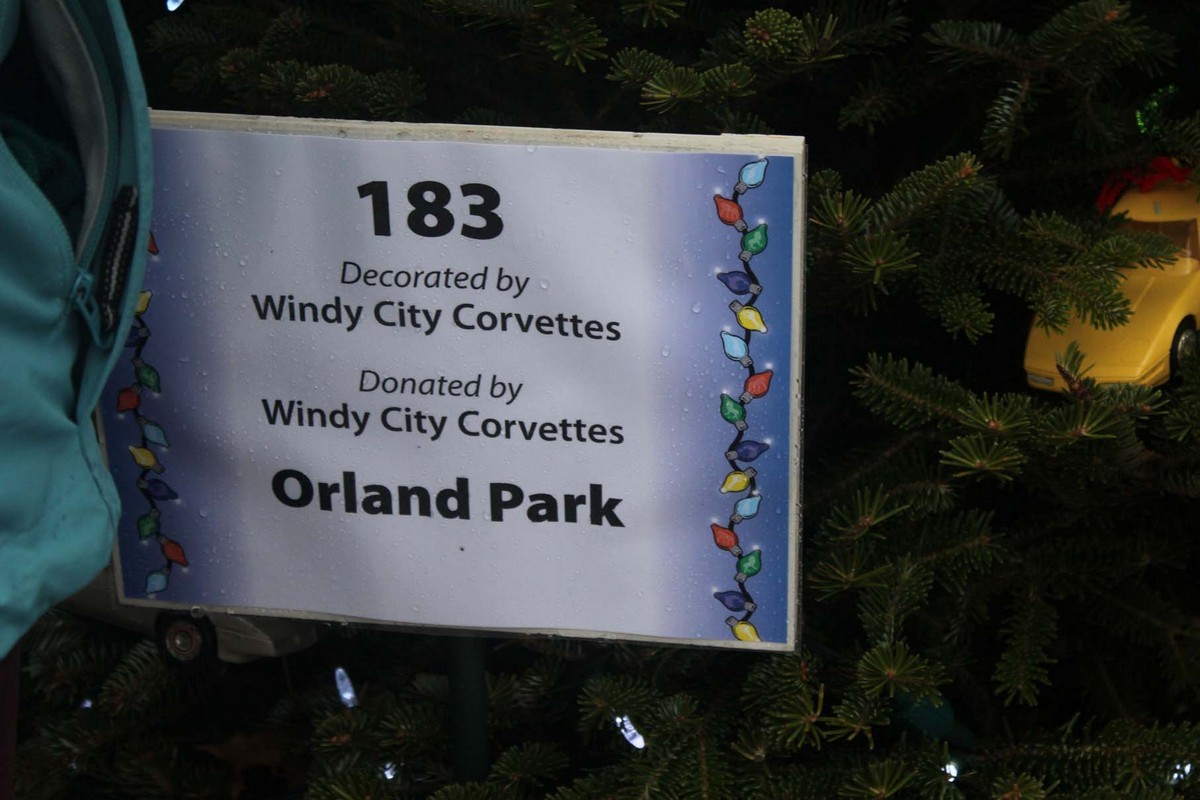 183
Decorated by
Windy City Corvettes
Donated by
Windy City Corvettes
Orland Park